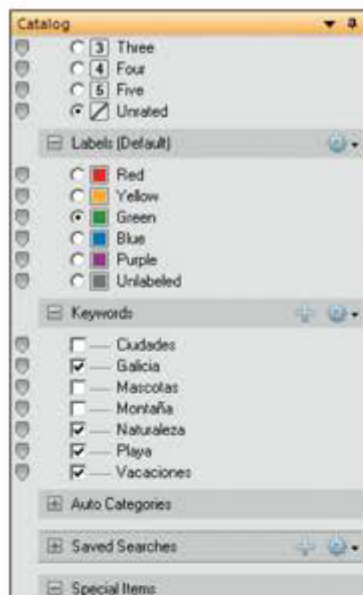 Catalog
3 Three
4 Four
5 Five
Unrated
Labels (Default)
Red
Yellow
Green
Blue
Purple
Unlabeled
Keywords
Ciudades
Galicia
Mascotas
Montaña
Naturaleza
Playa
Vacaciones
Auto Categories
Saved Searches
Special Items